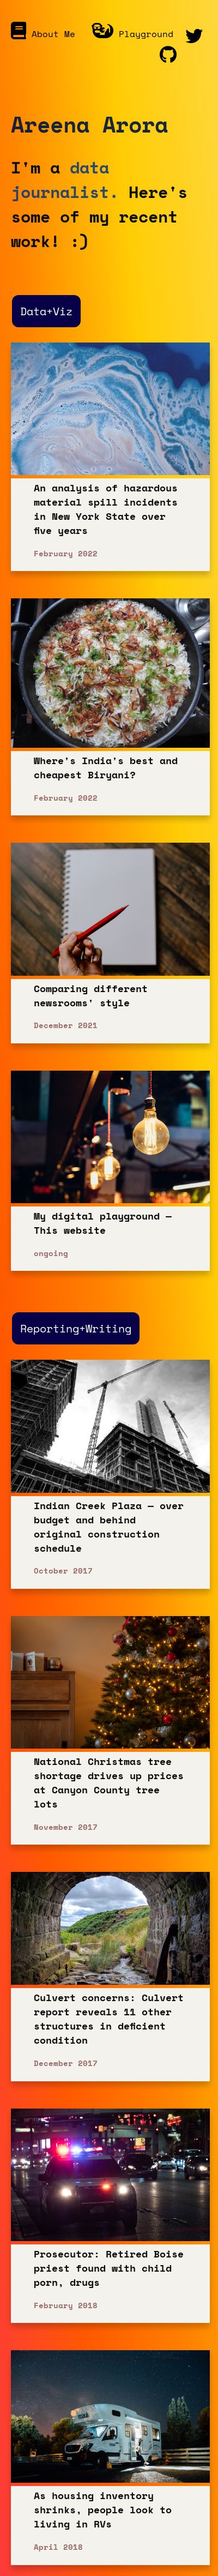 About Me
Playground
Areena Arora
I'm a data
journalist. Here's
some of my recent
work! :)
Data+Viz
An analysis of hazardous
material spill incidents
in New York State over
five years
February 2022
Where's India's best and
cheapest Biryani?
February 2022
Comparing different
newsrooms' style
December 2021
My digital playground —
This website
ongoing
Reporting+Writing
Indian Creek Plaza — over
budget and behind
original construction
schedule
October 2017
National Christmas tree
shortage drives up prices
at Canyon County tree
lots
November 2017
Culvert concerns: Culvert
report reveals 11 other
structures in deficient
condition
December 2017
Prosecutor: Retired Boise
priest found with child
porn, drugs
February 2018
As housing inventory
shrinks, people look to
living in RVs
April 2018